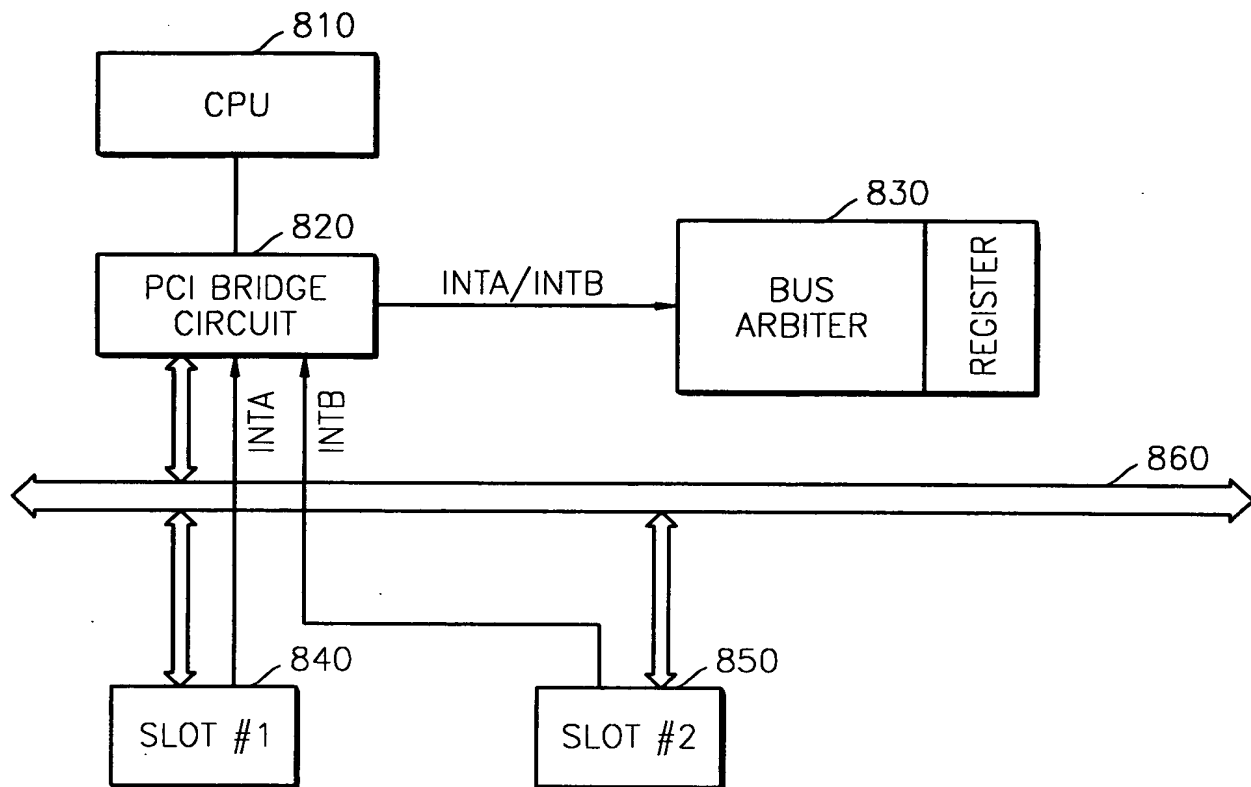 810
CPU
820
PCI BRIDGE
CIRCUIT
INTA/INTB
830
BUS
ARBITER
REGISTER
INTA
INTB
860
840
SLOT #1
850
SLOT #2